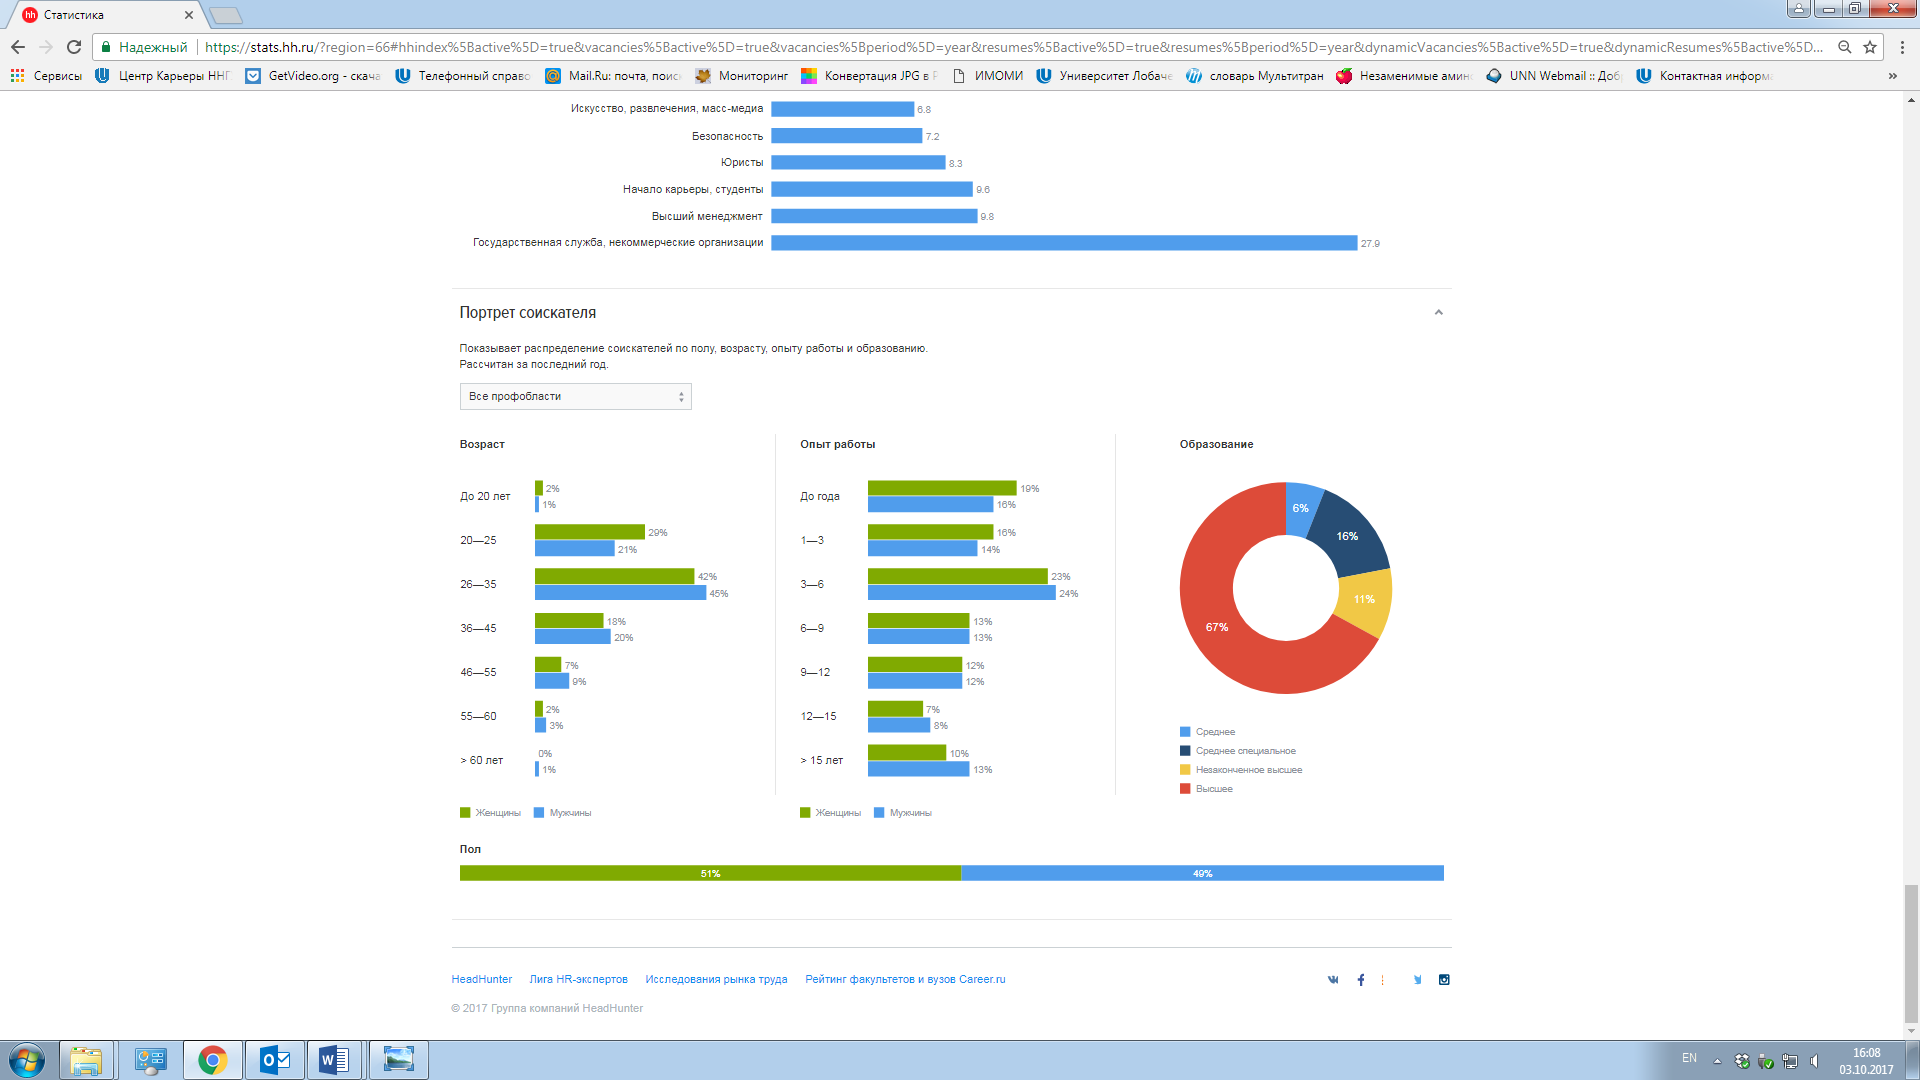 Статистика
Надежный
https://stats.hh.ru/?region=66#hhindex%5Bactive%5D=true&vacancies%5Bactive%5D=true&vacancies%5Bperiod%5D=year&resumes%5Bactive%5D=true&resumes%5Bperiod%5D=year&dynamicVacancies%5Bactive%5D=true&dynamicResumes%5Bactive%5D...
Сервисы Центр Карьеры ННГ GetVideo.org - скача Телефонный справо Mail.Ru: почта, поис Мониторинг Конвертация JPG в P ИМОМИ Университет Лобаче словарь Мультитран Незаменимые амин UNN Webmail :: Доб Контактная информа »
Искусство, развлечения, масс-медиа 6.8
Безопасность 7.2
Юристы 8.3
Начало карьеры, студенты 9.6
Высший менеджмент 9.8
Государственная служба, некоммерческие организации 27.9
Портрет соискателя
Показывает распределение соискателей по полу, возрасту, опыту работы и образованию.
Рассчитан за последний год.
Все профобласти
Возраст
До 20 лет 2% 1%
20—25 29% 21%
26—35 42% 45%
36—45 18% 20%
46—55 7% 9%
55—60 2% 3%
> 60 лет 0% 1%
Женщины Мужчины
Опыт работы
До года 19% 16%
1—3 16% 14%
3—6 23% 24%
6—9 13% 13%
9—12 12% 12%
12—15 7% 8%
> 15 лет 10% 13%
Женщины Мужчины
Образование
6%
16%
11%
67%
Среднее
Среднее специальное
Незаконченное высшее
Высшее
Пол
51% 49%
HeadHunter Лига HR-экспертов Исследования рынка труда Рейтинг факультетов и вузов Career.ru
© 2017 Группа компаний HeadHunter
EN
16:08
03.10.2017